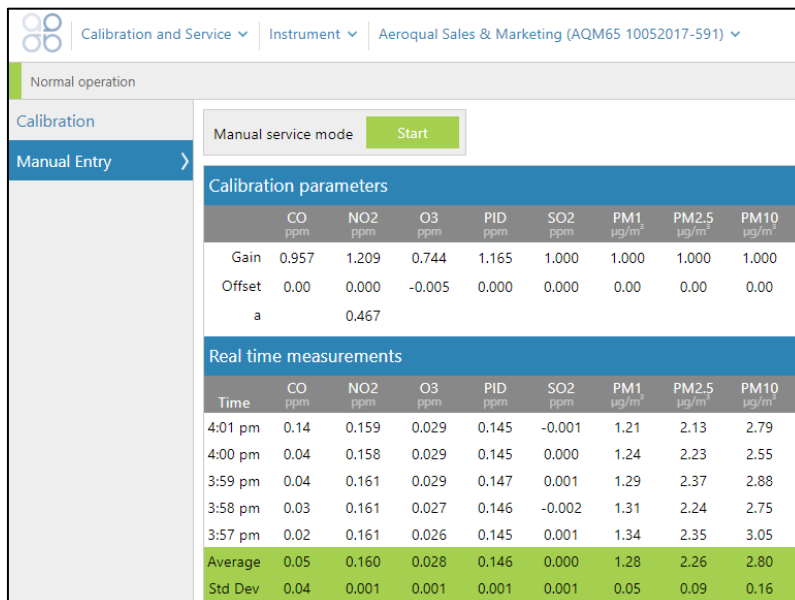 Calibration and Service Instrument Aeroqual Sales & Marketing (AQM65 10052017-591)
Normal operation
Calibration
Manual Entry
Manual service mode Start
Calibration parameters
CO NO2 O3 PID SO2 PM1 PM2.5 PM10
ppm ppm ppm ppm ppm µg/m³ µg/m³ µg/m³
Gain 0.957 1.209 0.744 1.165 1.000 1.000 1.000 1.000
Offset 0.00 0.000 -0.005 0.000 0.000 0.00 0.00 0.00
a 0.467
Real time measurements
CO NO2 O3 PID SO2 PM1 PM2.5 PM10
Time ppm ppm ppm ppm ppm µg/m³ µg/m³ µg/m³
4:01 pm 0.14 0.159 0.029 0.145 -0.001 1.21 2.13 2.79
4:00 pm 0.04 0.158 0.029 0.145 0.000 1.24 2.23 2.55
3:59 pm 0.04 0.161 0.029 0.147 0.001 1.29 2.37 2.88
3:58 pm 0.03 0.161 0.027 0.146 -0.002 1.31 2.24 2.75
3:57 pm 0.02 0.161 0.026 0.145 0.001 1.34 2.35 3.05
Average 0.05 0.160 0.028 0.146 0.000 1.28 2.26 2.80
Std Dev 0.04 0.001 0.001 0.001 0.001 0.05 0.09 0.16